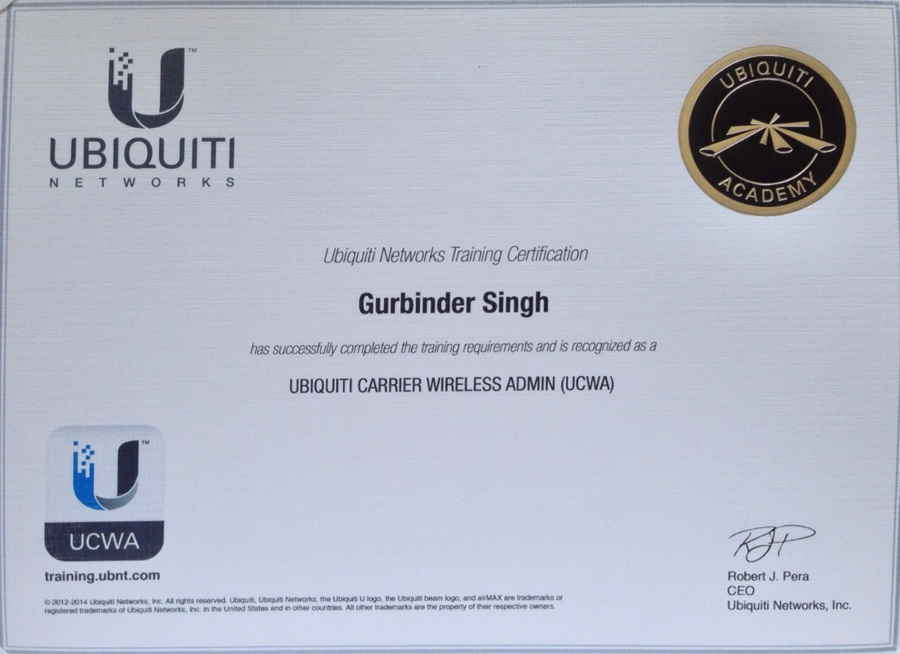 UBIQUITI
NETWORKS
TM
UBIQUITI
ACADEMY
Ubiquiti Networks Training Certification
Gurbinder Singh
has successfully completed the training requirements and is recognized as a
UBIQUITI CARRIER WIRELESS ADMIN (UCWA)
TM
UCWA
training.ubnt.com
© 2012-2014 Ubiquiti Networks, Inc. All rights reserved. Ubiquiti, Ubiquiti Networks, the Ubiquiti U logo, the Ubiquiti beam logo, and airMAX are trademarks or
registered trademarks of Ubiquiti Networks, Inc. in the United States and in other countries. All other trademarks are the property of their respective owners.
RJP
Robert J. Pera
CEO
Ubiquiti Networks, Inc.